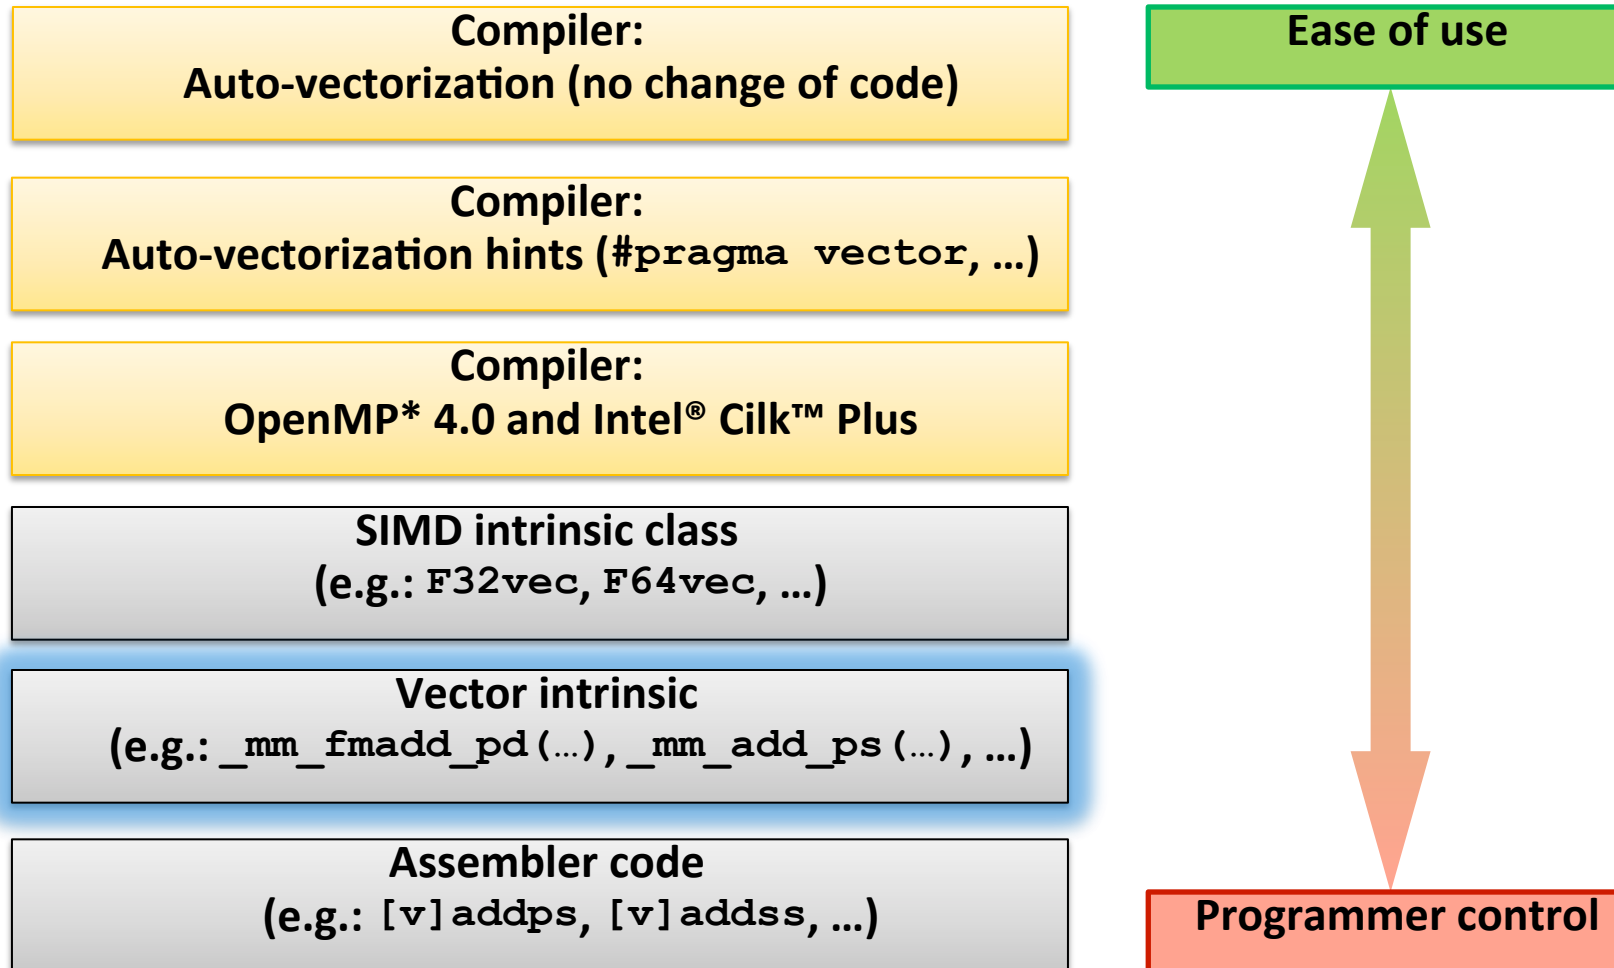 Compiler:
Auto-vectorization (no change of code)
Compiler:
Auto-vectorization hints (#pragma vector, …)
Compiler:
OpenMP* 4.0 and Intel® Cilk™ Plus
SIMD intrinsic class
(e.g.: F32vec, F64vec, …)
Vector intrinsic
(e.g.: _mm_fmadd_pd(…), _mm_add_ps(…), …)
Assembler code
(e.g.: [v]addps, [v]addss, …)
Ease of use
Programmer control